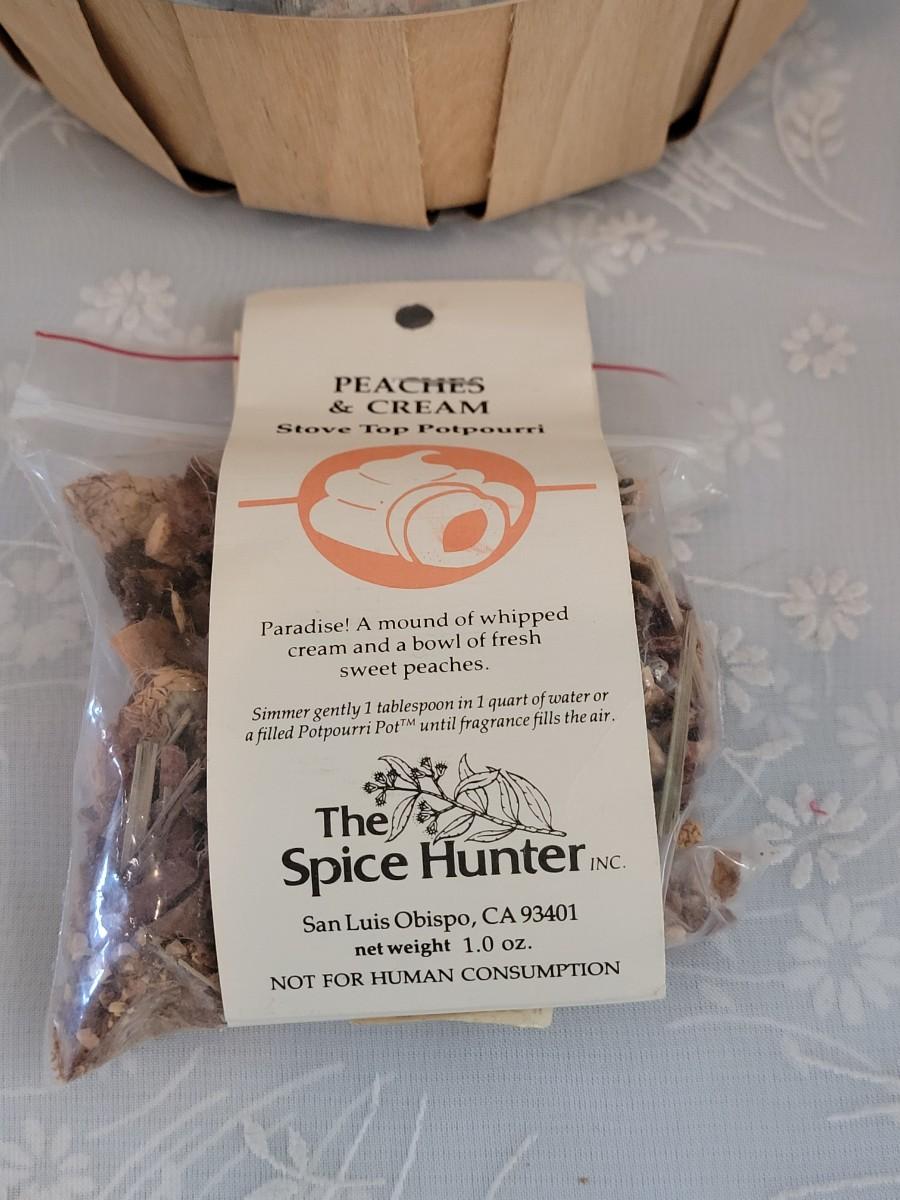 PEACHES
& CREAM
Stove Top Potpourri
Paradise! A mound of whipped
cream and a bowl of fresh
sweet peaches.
Simmer gently 1 tablespoon in 1 quart of water or
a filled Potpourri Pot™ until fragrance fills the air.
The
Spice Hunter INC.
San Luis Obispo, CA 93401
net weight 1.0 oz.
NOT FOR HUMAN CONSUMPTION